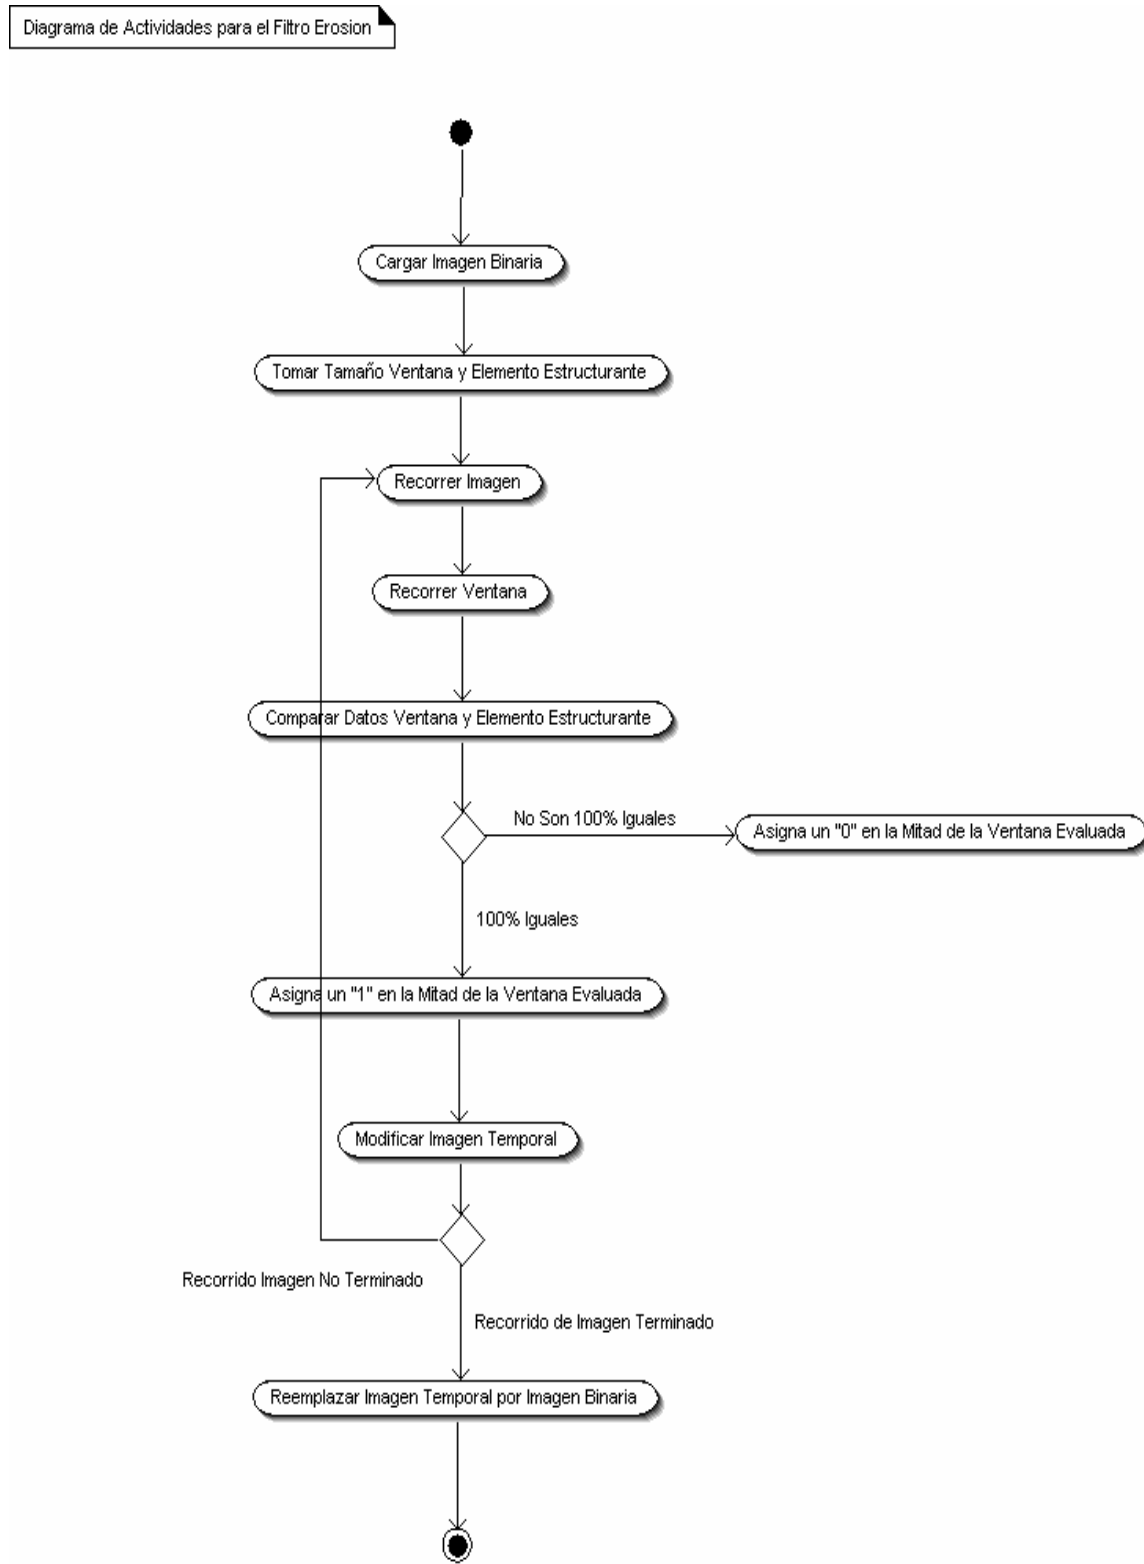 Diagrama de Actividades para el Filtro Erosion
Cargar Imagen Binaria
Tomar Tamaño Ventana y Elemento Estructurante
Recorrer Imagen
Recorrer Ventana
Comparar Datos Ventana y Elemento Estructurante
No Son 100% Iguales
Asigna un "0" en la Mitad de la Ventana Evaluada
100% Iguales
Asigna un "1" en la Mitad de la Ventana Evaluada
Modificar Imagen Temporal
Recorrido Imagen No Terminado
Recorrido de Imagen Terminado
Reemplazar Imagen Temporal por Imagen Binaria